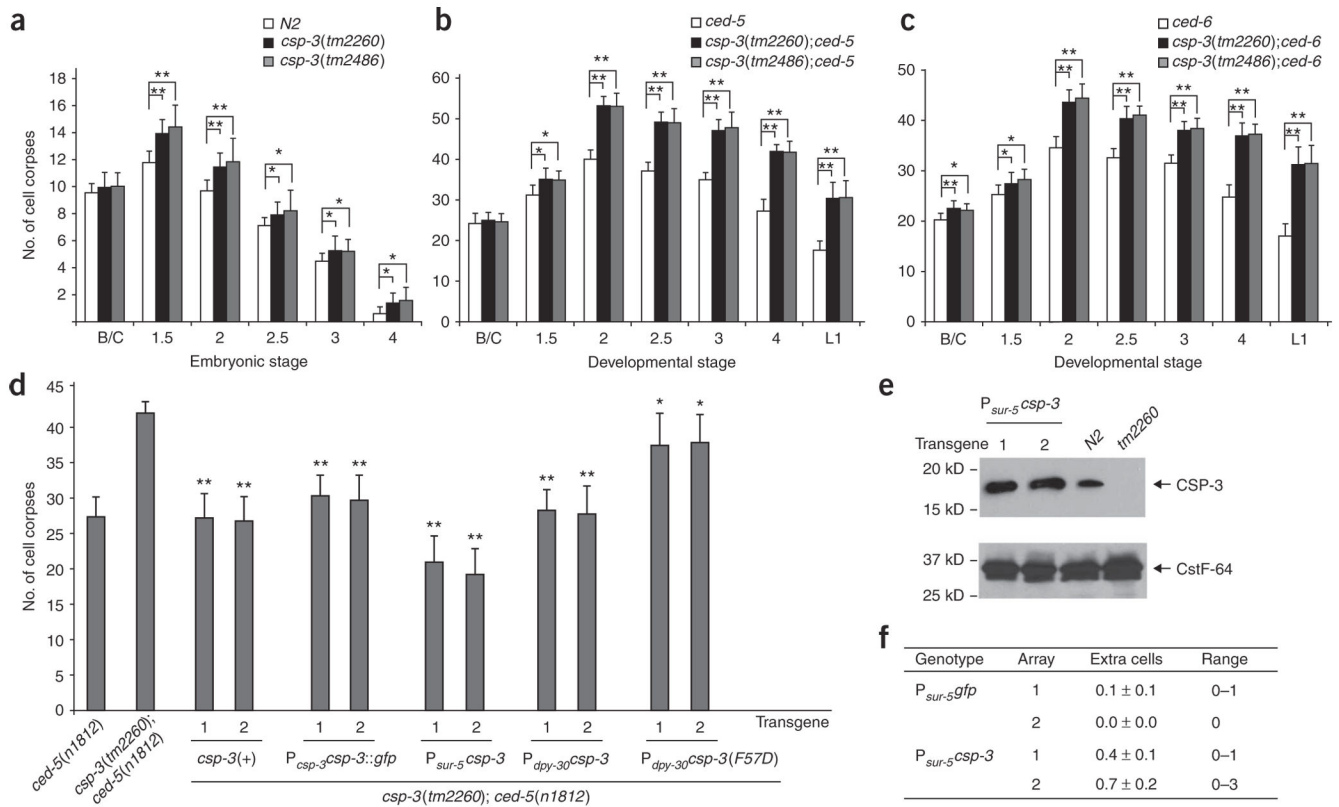 a
N2
csp-3(tm2260)
csp-3(tm2486)
No. of cell corpses
18
16
14
12
10
8
6
4
2
** ** ** ** * * * * * *
B/C 1.5 2 2.5 3 4
Embryonic stage
b
ced-5
csp-3(tm2260);ced-5
csp-3(tm2486);ced-5
60
50
40
30
20
10
0
* * ** ** ** ** ** ** ** ** ** **
B/C 1.5 2 2.5 3 4 L1
Developmental stage
c
ced-6
csp-3(tm2260);ced-6
csp-3(tm2486);ced-6
50
40
30
20
10
0
* ** * * ** ** ** ** ** ** ** ** ** **
B/C 1.5 2 2.5 3 4 L1
Developmental stage
d
No. of cell corpses
45
40
35
30
25
20
15
10
5
0
** ** ** ** ** ** ** ** * *
ced-5(n1812)
csp-3(tm2260);
ced-5(n1812)
1 2 1 2 1 2 1 2 1 2 Transgene
csp-3(+) Pcsp-3csp-3::gfp Psur-5csp-3 Pdpy-30csp-3 Pdpy-30csp-3(F57D)
csp-3(tm2260); ced-5(n1812)
e
Psur-5csp-3
Transgene 1 2 N2 tm2260
20 kD
CSP-3
15 kD
37 kD
CstF-64
25 kD
f
Genotype Array Extra cells Range
Psur-5gfp 1 0.1 ± 0.1 0–1
2 0.0 ± 0.0 0
Psur-5csp-3 1 0.4 ± 0.1 0–1
2 0.7 ± 0.2 0–3